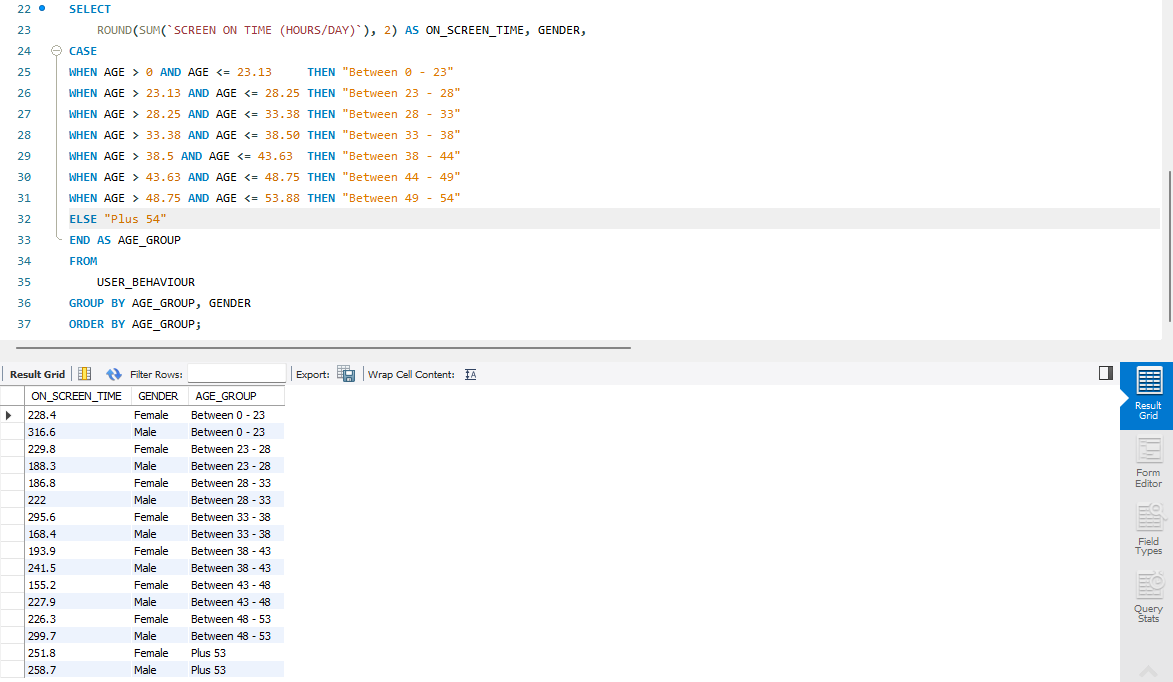 22 SELECT
23 ROUND(SUM(`SCREEN ON TIME (HOURS/DAY)`), 2) AS ON_SCREEN_TIME, GENDER,
24 CASE
25 WHEN AGE > 0 AND AGE <= 23.13 THEN "Between 0 - 23"
26 WHEN AGE > 23.13 AND AGE <= 28.25 THEN "Between 23 - 28"
27 WHEN AGE > 28.25 AND AGE <= 33.38 THEN "Between 28 - 33"
28 WHEN AGE > 33.38 AND AGE <= 38.50 THEN "Between 33 - 38"
29 WHEN AGE > 38.5 AND AGE <= 43.63 THEN "Between 38 - 44"
30 WHEN AGE > 43.63 AND AGE <= 48.75 THEN "Between 44 - 49"
31 WHEN AGE > 48.75 AND AGE <= 53.88 THEN "Between 49 - 54"
32 ELSE "Plus 54"
33 END AS AGE_GROUP
34 FROM
35 USER_BEHAVIOUR
36 GROUP BY AGE_GROUP, GENDER
37 ORDER BY AGE_GROUP;
Result Grid Filter Rows: Export: Wrap Cell Content: IA
ON_SCREEN_TIME GENDER AGE_GROUP
228.4 Female Between 0 - 23
316.6 Male Between 0 - 23
229.8 Female Between 23 - 28
188.3 Male Between 23 - 28
186.8 Female Between 28 - 33
222 Male Between 28 - 33
295.6 Female Between 33 - 38
168.4 Male Between 33 - 38
193.9 Female Between 38 - 43
241.5 Male Between 38 - 43
155.2 Female Between 43 - 48
227.9 Male Between 43 - 48
226.3 Female Between 48 - 53
299.7 Male Between 48 - 53
251.8 Female Plus 53
258.7 Male Plus 53
Result
Grid
Form
Editor
Field
Types
Query
Stats